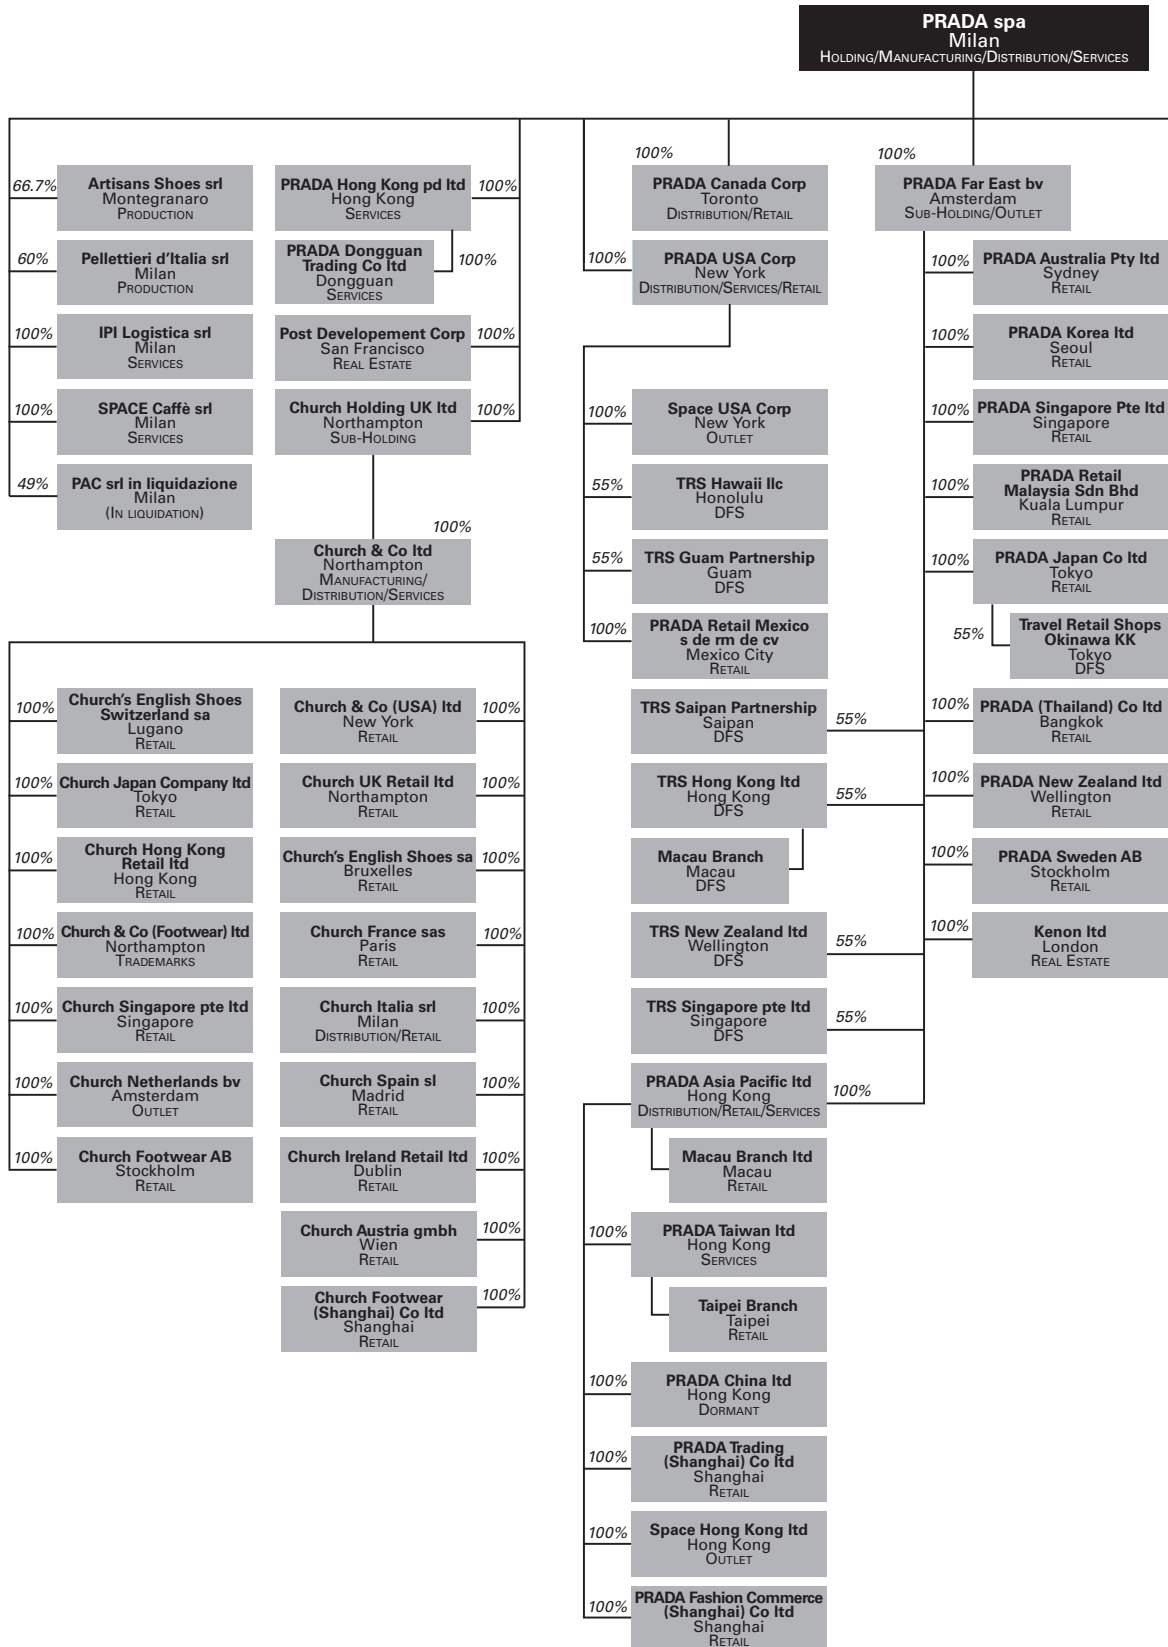 PRADA spa
Milan
HOLDING/MANUFACTURING/DISTRIBUTION/SERVICES
66.7%
Artisans Shoes srl
Montegranaro
PRODUCTION
60%
Pellettieri d'Italia srl
Milan
PRODUCTION
100%
IPI Logistica srl
Milan
SERVICES
100%
SPACE Caffè srl
Milan
SERVICES
49%
PAC srl in liquidazione
Milan
(IN LIQUIDATION)
PRADA Hong Kong pd ltd
Hong Kong
SERVICES
100%
PRADA Dongguan
Trading Co ltd
Dongguan
SERVICES
100%
Post Developement Corp
San Francisco
REAL ESTATE
100%
Church Holding UK ltd
Northampton
SUB-HOLDING
100%
100%
Church & Co ltd
Northampton
MANUFACTURING/
DISTRIBUTION/SERVICES
100%
Church's English Shoes
Switzerland sa
Lugano
RETAIL
100%
Church Japan Company ltd
Tokyo
RETAIL
100%
Church Hong Kong
Retail ltd
Hong Kong
RETAIL
100%
Church & Co (Footwear) ltd
Northampton
TRADEMARKS
100%
Church Singapore pte ltd
Singapore
RETAIL
100%
Church Netherlands bv
Amsterdam
OUTLET
100%
Church Footwear AB
Stockholm
RETAIL
Church & Co (USA) ltd
New York
RETAIL
100%
Church UK Retail ltd
Northampton
RETAIL
100%
Church's English Shoes sa
Bruxelles
RETAIL
100%
Church France sas
Paris
RETAIL
100%
Church Italia srl
Milan
DISTRIBUTION/RETAIL
100%
Church Spain sl
Madrid
RETAIL
100%
Church Ireland Retail ltd
Dublin
RETAIL
100%
Church Austria gmbh
Wien
RETAIL
100%
Church Footwear
(Shanghai) Co ltd
Shanghai
RETAIL
100%
100%
PRADA Canada Corp
Toronto
DISTRIBUTION/RETAIL
100%
PRADA USA Corp
New York
DISTRIBUTION/SERVICES/RETAIL
100%
Space USA Corp
New York
OUTLET
55%
TRS Hawaii llc
Honolulu
DFS
55%
TRS Guam Partnership
Guam
DFS
100%
PRADA Retail Mexico
s de rm de cv
Mexico City
RETAIL
TRS Saipan Partnership
Saipan
DFS
55%
TRS Hong Kong ltd
Hong Kong
DFS
55%
Macau Branch
Macau
DFS
TRS New Zealand ltd
Wellington
DFS
55%
TRS Singapore pte ltd
Singapore
DFS
55%
PRADA Asia Pacific ltd
Hong Kong
DISTRIBUTION/RETAIL/SERVICES
100%
Macau Branch ltd
Macau
RETAIL
100%
PRADA Taiwan ltd
Hong Kong
SERVICES
Taipei Branch
Taipei
RETAIL
100%
PRADA China ltd
Hong Kong
DORMANT
100%
PRADA Trading
(Shanghai) Co ltd
Shanghai
RETAIL
100%
Space Hong Kong ltd
Hong Kong
OUTLET
100%
PRADA Fashion Commerce
(Shanghai) Co ltd
Shanghai
RETAIL
100%
PRADA Far East bv
Amsterdam
SUB-HOLDING/OUTLET
100%
PRADA Australia Pty ltd
Sydney
RETAIL
100%
PRADA Korea ltd
Seoul
RETAIL
100%
PRADA Singapore Pte ltd
Singapore
RETAIL
100%
PRADA Retail
Malaysia Sdn Bhd
Kuala Lumpur
RETAIL
100%
PRADA Japan Co ltd
Tokyo
RETAIL
55%
Travel Retail Shops
Okinawa KK
Tokyo
DFS
100%
PRADA (Thailand) Co ltd
Bangkok
RETAIL
100%
PRADA New Zealand ltd
Wellington
RETAIL
100%
PRADA Sweden AB
Stockholm
RETAIL
100%
Kenon ltd
London
REAL ESTATE